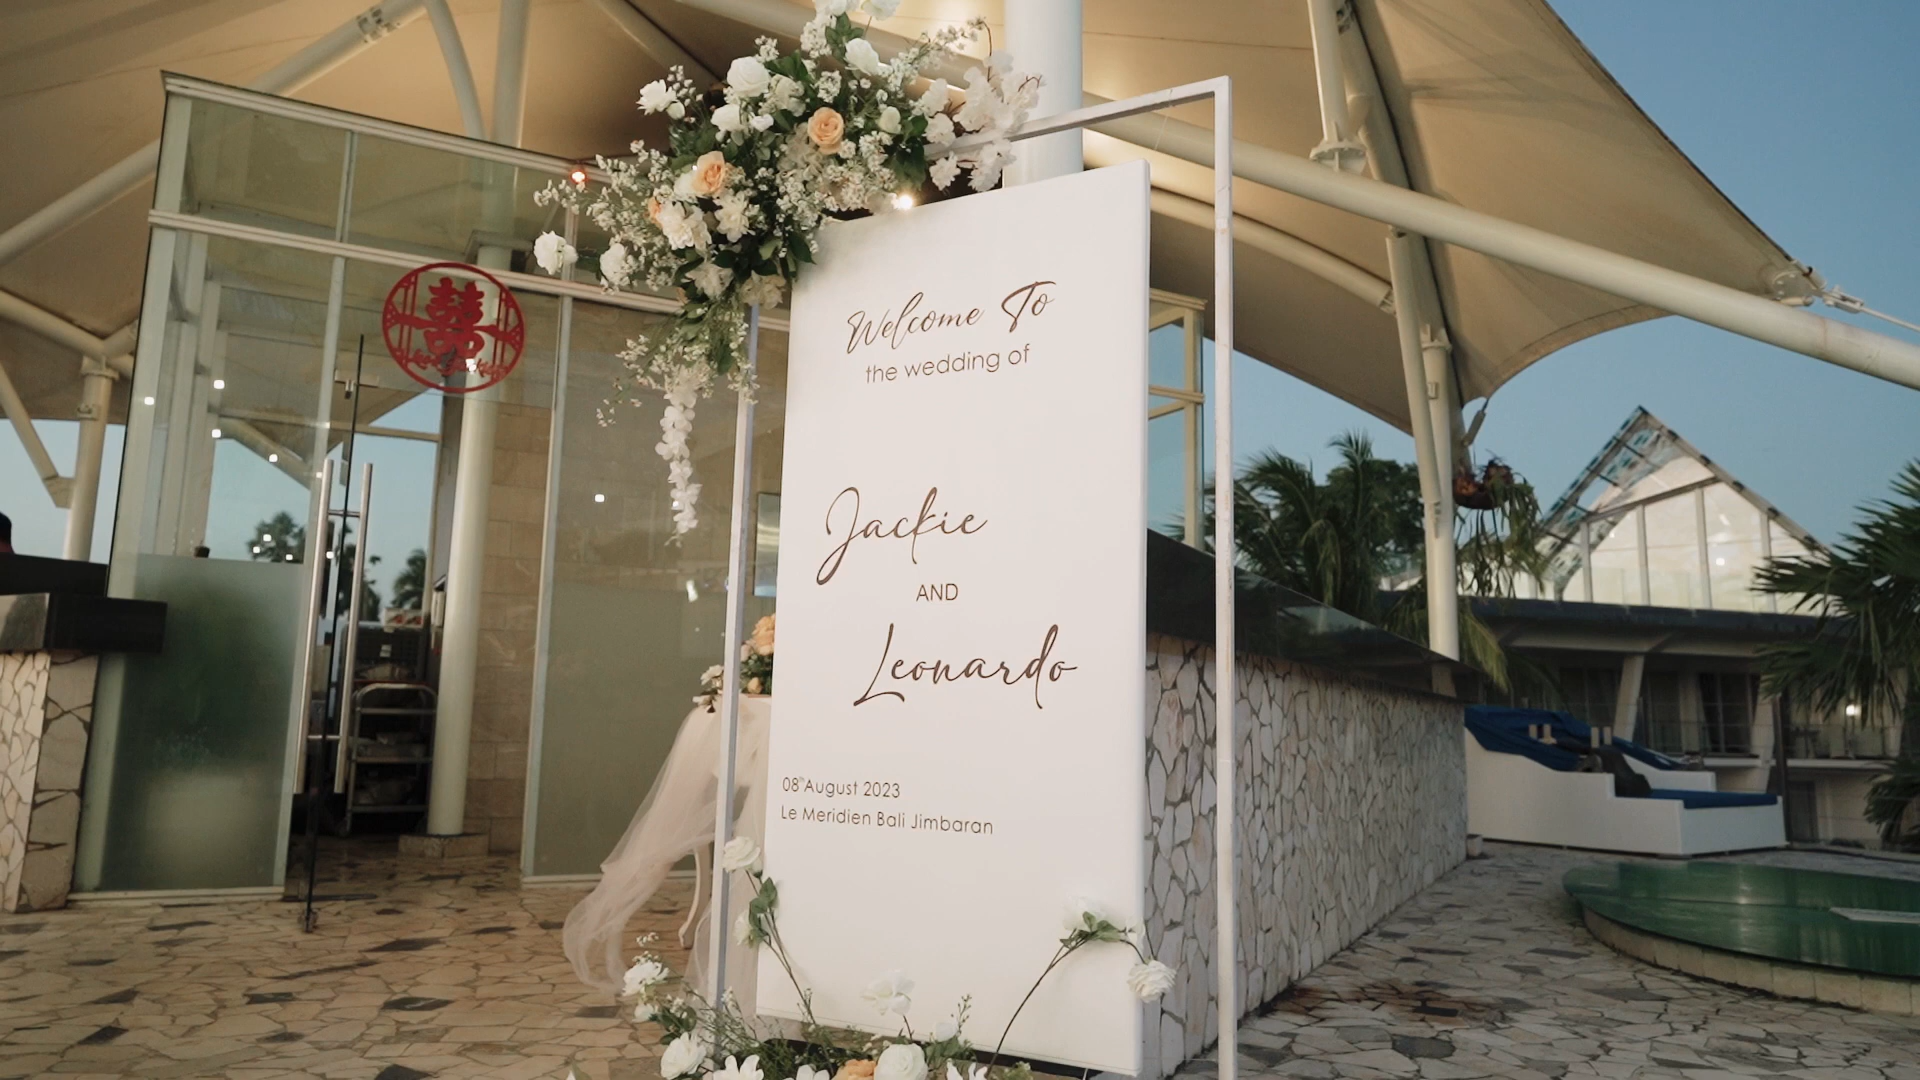 囍
Welcome To
the wedding of
Jackie
AND
Leonardo
08th August 2023
Le Meridien Bali Jimbaran